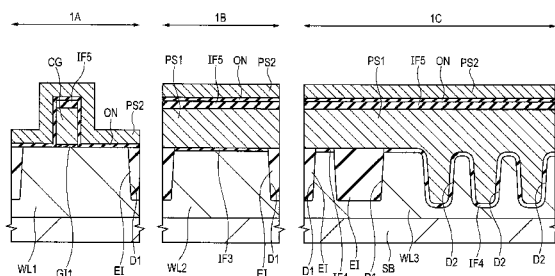 1A 1B 1C
CG IF5 ON PS2
PS1 IF5 ON PS2
PS1 IF5 ON PS2
WL1 GI1 EI D1
WL2 IF3 EI D1
D1 EI IF4 EI D1 SB WL3 D2 IF4 D2 D2